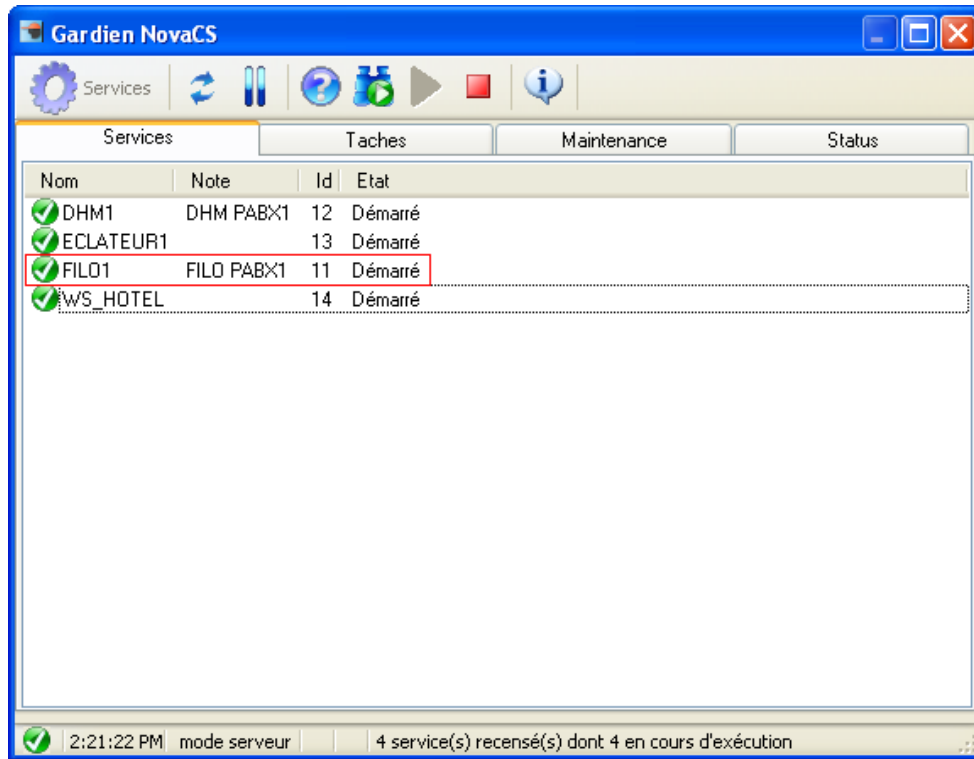 Gardien NovaCS
Services
Services Taches Maintenance Status
Nom Note Id Etat
DHM1 DHM PABX1 12 Démarré
ECLATEUR1 13 Démarré
FILO1 FILO PABX1 11 Démarré
WS_HOTEL 14 Démarré
2:21:22 PM mode serveur 4 service(s) recensé(s) dont 4 en cours d'exécution